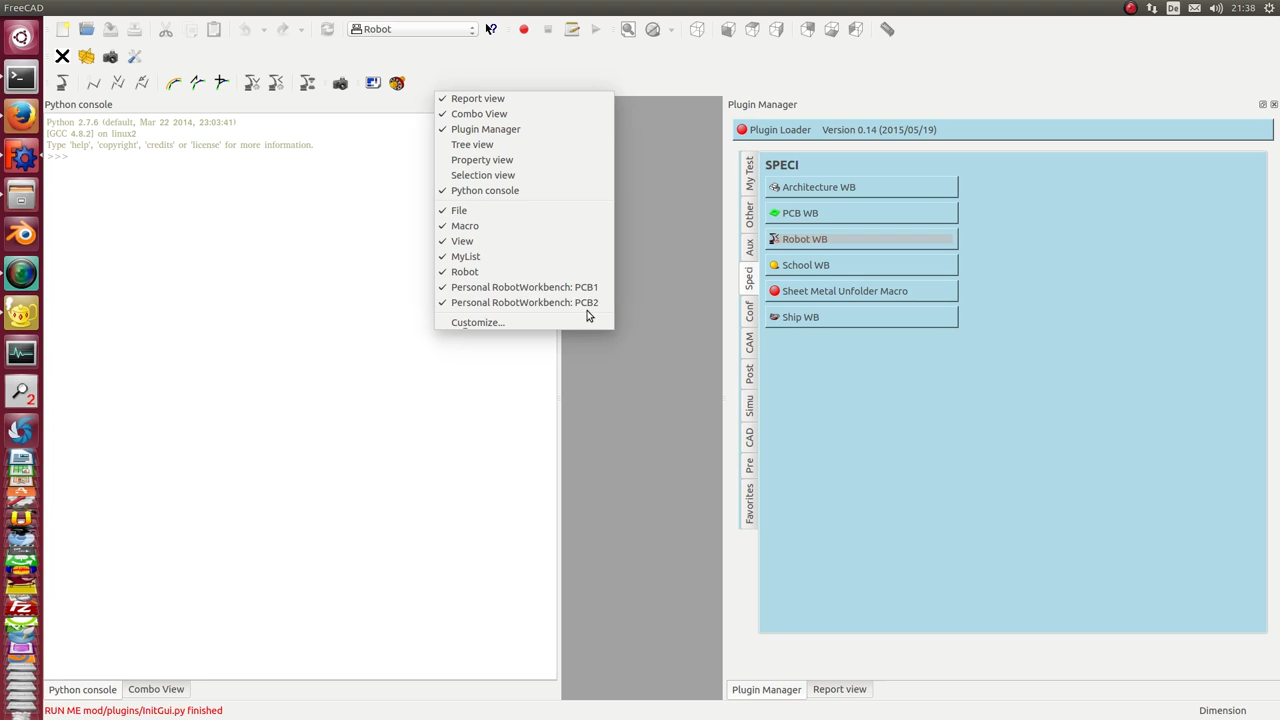 FreeCAD
De
21:38
Robot
Python console
Plugin Manager
Python 2.7.6 (default, Mar 22 2014, 23:03:41)
[GCC 4.8.2] on linux2
Type 'help', 'copyright', 'credits' or 'license' for more information.
>>>
Report view
Combo View
Plugin Manager
Tree view
Property view
Selection view
Python console
File
Macro
View
MyList
Robot
Personal RobotWorkbench: PCB1
Personal RobotWorkbench: PCB2
Customize...
Plugin Loader Version 0.14 (2015/05/19)
My Test
Other
Aux
Speci
Conf
CAM
Post
Simu
CAD
Pre
Favorites
SPECI
Architecture WB
PCB WB
Robot WB
School WB
Sheet Metal Unfolder Macro
Ship WB
2
Python console
Combo View
Plugin Manager
Report view
RUN ME mod/plugins/InitGui.py finished
Dimension